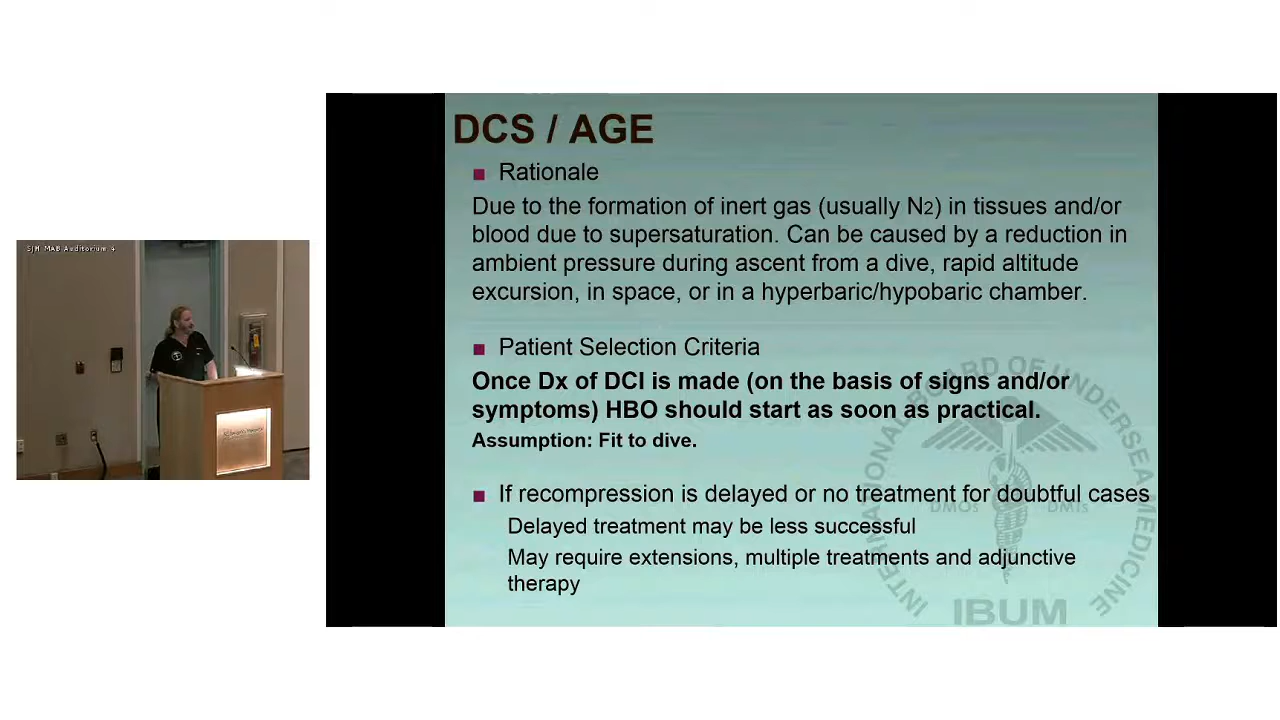 DCS / AGE
Rationale
Due to the formation of inert gas (usually N2) in tissues and/or
blood due to supersaturation. Can be caused by a reduction in
ambient pressure during ascent from a dive, rapid altitude
excursion, in space, or in a hyperbaric/hypobaric chamber.
SJH MAB Auditorium 4
Patient Selection Criteria
Once Dx of DCI is made (on the basis of signs and/or
symptoms) HBO should start as soon as practical.
Assumption: Fit to dive.
If recompression is delayed or no treatment for doubtful cases
Delayed treatment may be less successful
May require extensions, multiple treatments and adjunctive
therapy
INTERNATIONAL BOARD OF UNDERSEA MEDICINE
DMOs DMTs
IBUM